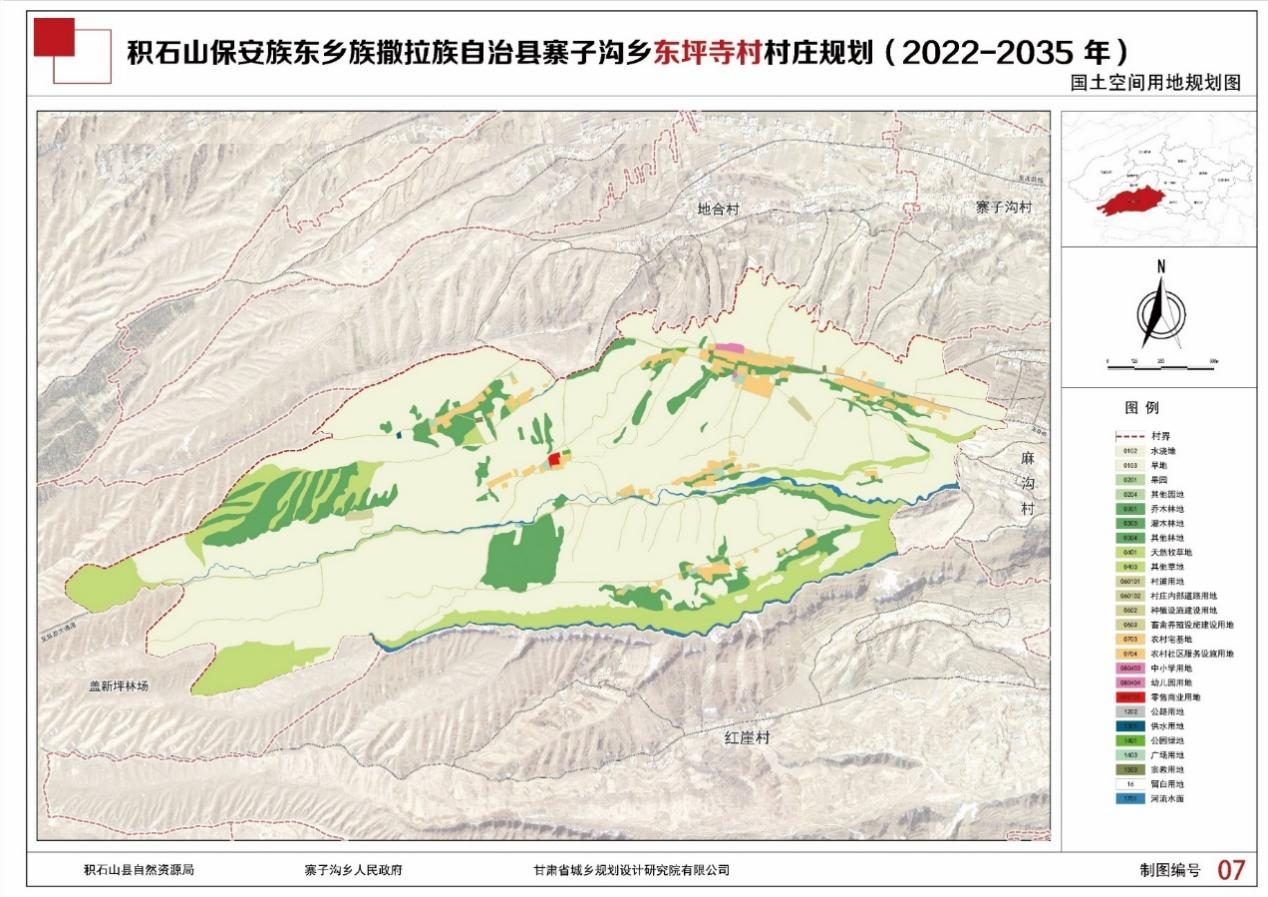 积石山保安族东乡族撒拉族自治县寨子沟乡东坪寺村村庄规划（2022-2035 年）
国土空间用地规划图
地合村
寨子沟村
麻沟村
盖新坪林场
红崖村
N
图 例
村界
0102 水浇地
0103 旱地
0201 果园
0204 其他园地
0301 乔木林地
0303 灌木林地
0304 其他林地
0401 天然牧草地
0403 其他草地
060101 村道用地
060102 村庄内部道路用地
0602 种植设施建设用地
0603 畜禽养殖设施建设用地
0703 农村宅基地
0704 农村社区服务设施用地
080403 中小学用地
080404 幼儿园用地
零售商业用地
1202 公路用地
供水用地
1401 公园绿地
1403 广场用地
1503 宗教用地
16 留白用地
1701 河流水面
积石山县自然资源局
寨子沟乡人民政府
甘肃省城乡规划设计研究院有限公司
制图编号 07